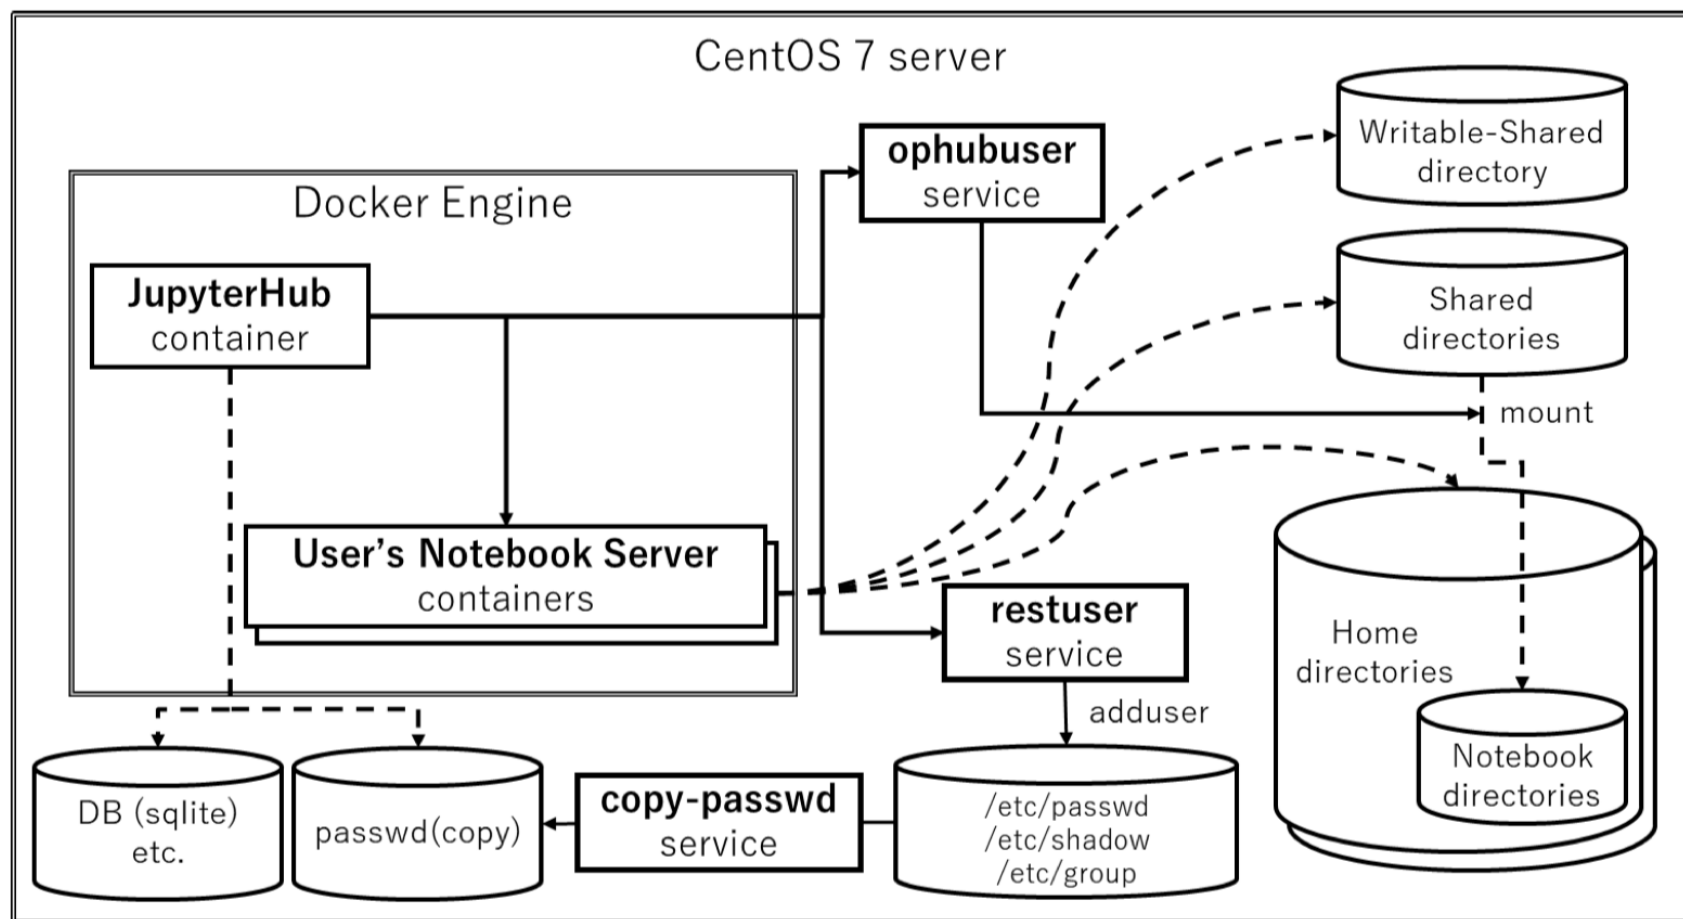 CentOS 7 server
Writable-Shared
directory
ophubuser
service
Docker Engine
JupyterHub
container
Shared
directories
mount
User’s Notebook Server
containers
restuser
service
Home
directories
adduser
Notebook
directories
DB (sqlite)
etc.
passwd(copy)
copy-passwd
service
/etc/passwd
/etc/shadow
/etc/group